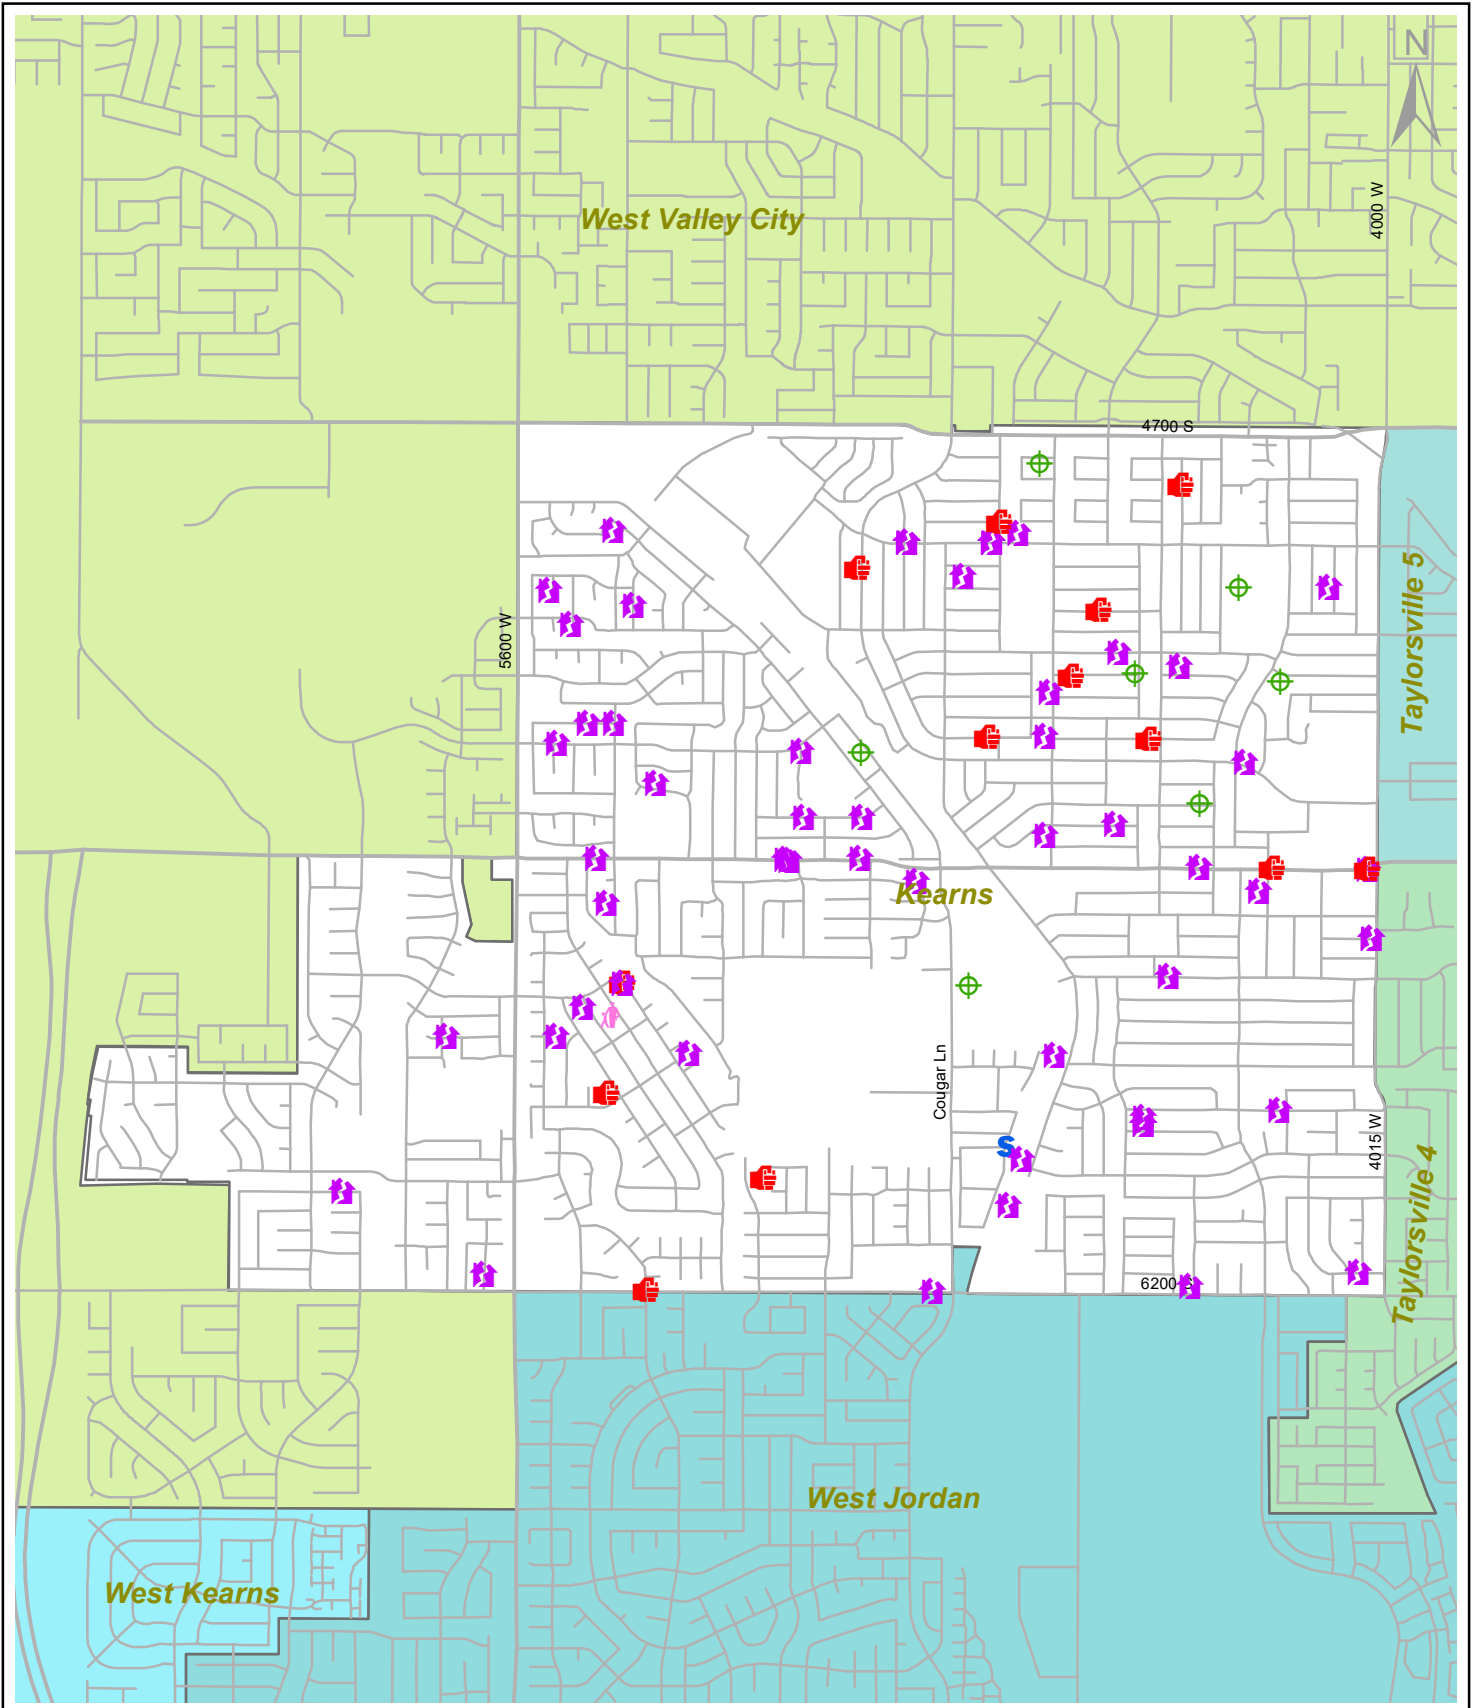 N
4000 W
West Valley City
4700 S
Taylorsville 5
5600 W
Kearns
Cougar Ln
4015 W
S
Taylorsville 4
6200 S
West Jordan
West Kearns